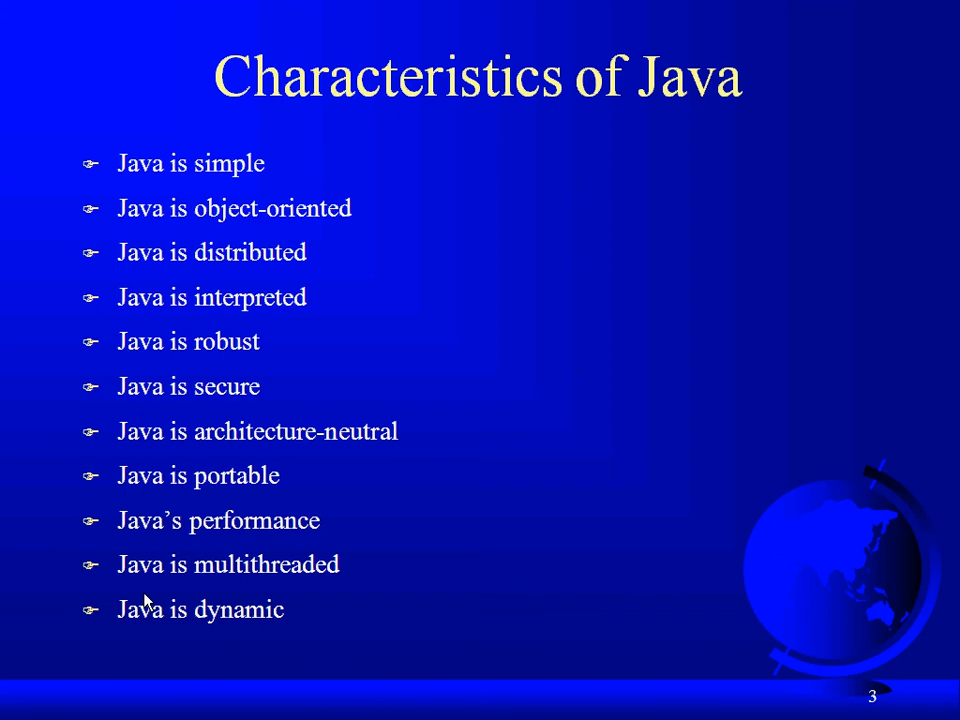 Characteristics of Java
Java is simple
Java is object-oriented
Java is distributed
Java is interpreted
Java is robust
Java is secure
Java is architecture-neutral
Java is portable
Java’s performance
Java is multithreaded
Java is dynamic
3